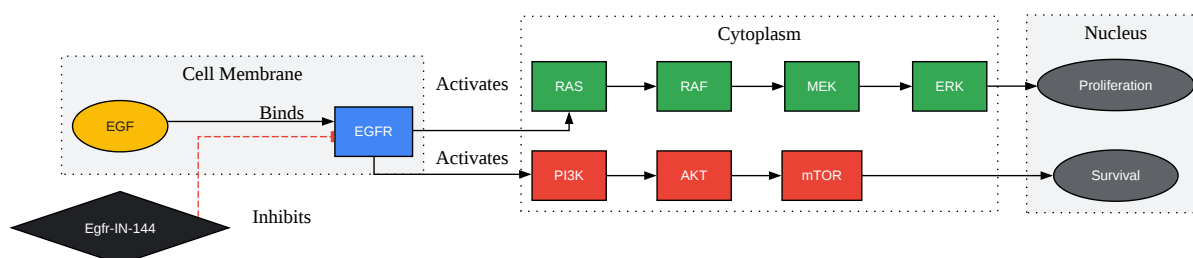 Cell Membrane
EGF
Binds
EGFR
Egfr-IN-144
Inhibits
Activates
Activates
Cytoplasm
RAS
RAF
MEK
ERK
PI3K
AKT
mTOR
Nucleus
Proliferation
Survival